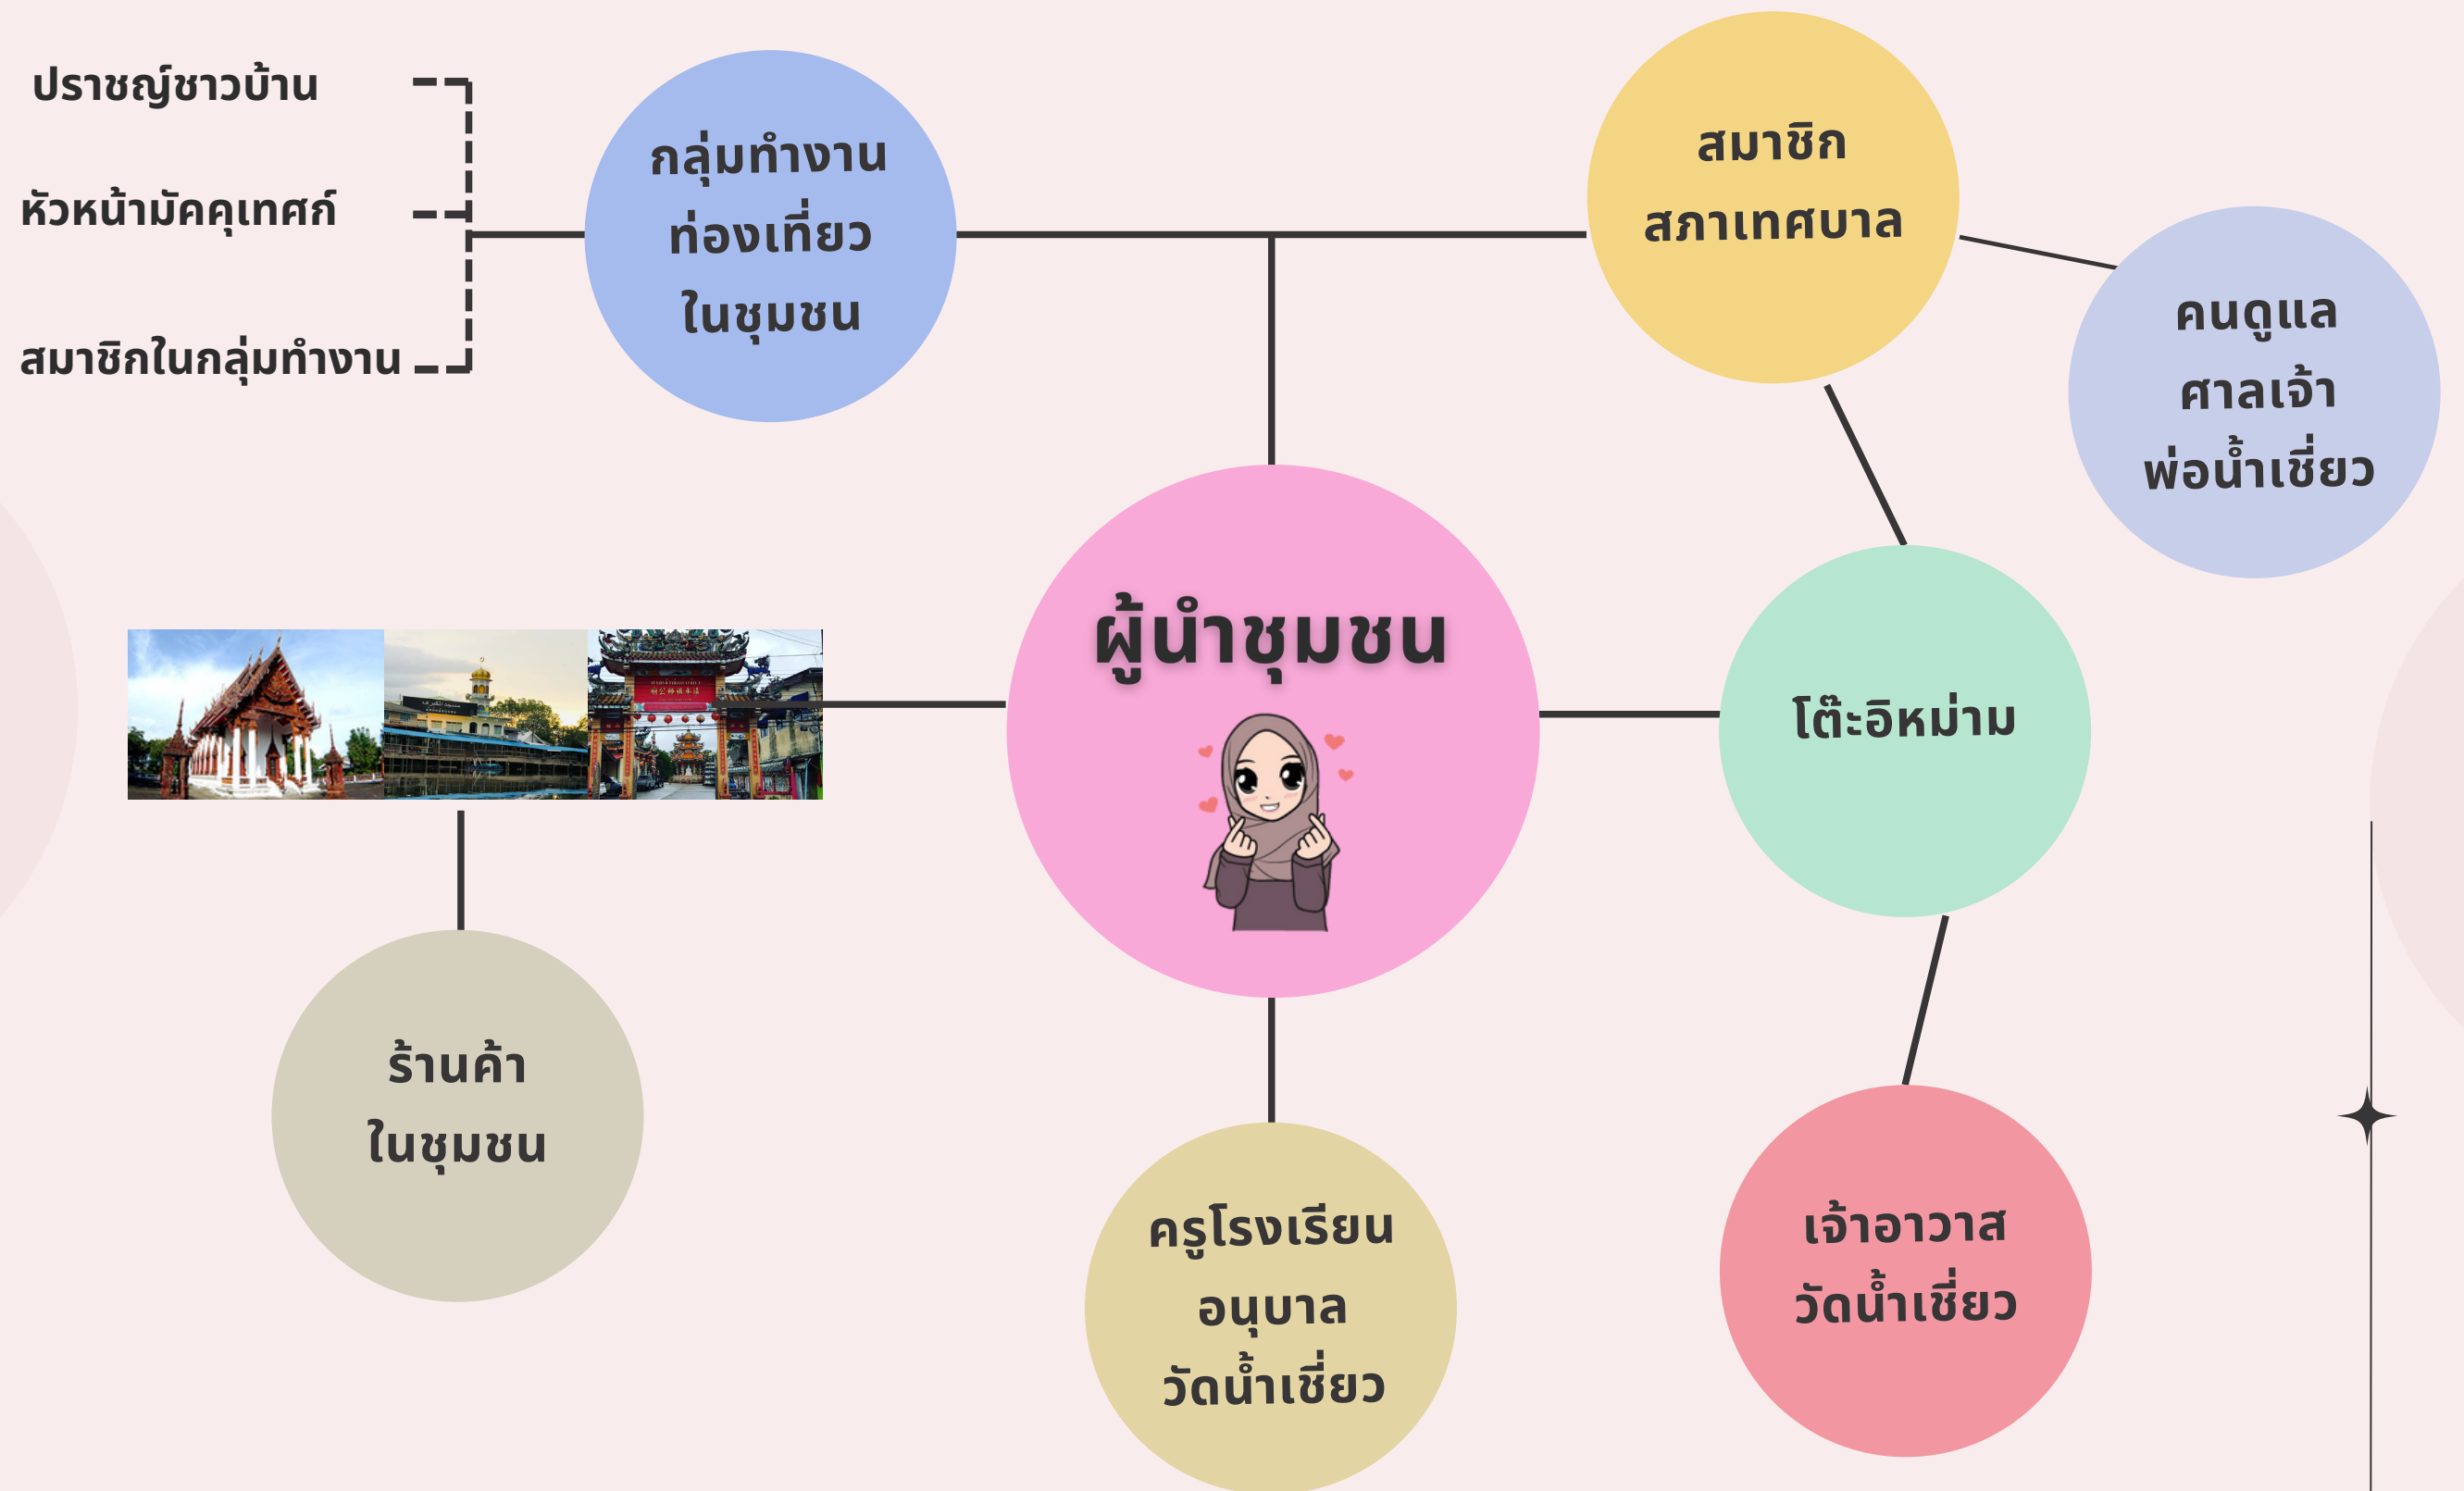 ปราชญ์ชาวบ้าน
หัวหน้ามัคคุเทศก์
สมาชิกในกลุ่มทำงาน
กลุ่มทำงาน
ท่องเที่ยว
ในชุมชน
สมาชิก
สภาเทศบาล
คนดูแล
ศาลเจ้า
พ่อน้ำเชี่ยว
ผู้นำชุมชน
โต๊ะอิหม่าม
ร้านค้า
ในชุมชน
ครูโรงเรียน
อนุบาล
วัดน้ำเชี่ยว
เจ้าอาวาส
วัดน้ำเชี่ยว